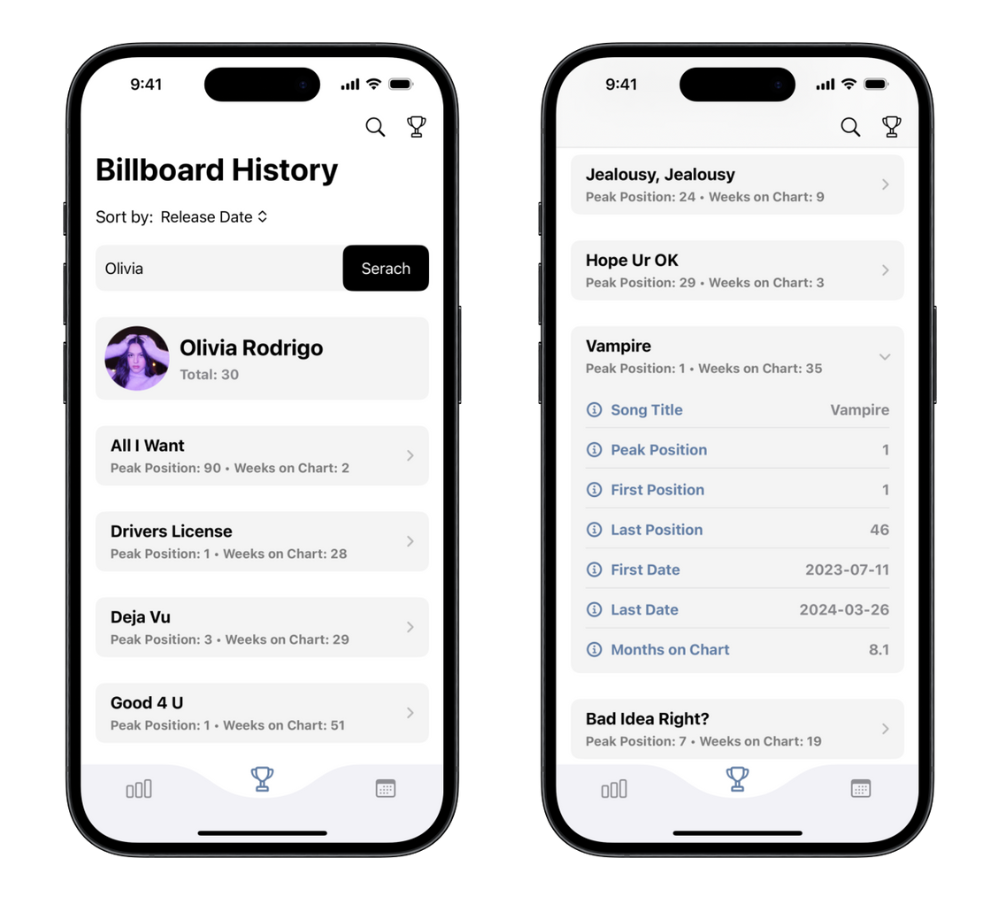 9:41
Billboard History
Sort by: Release Date
Olivia
Serach
Olivia Rodrigo
Total: 30
All I Want
Peak Position: 90 • Weeks on Chart: 2
Drivers License
Peak Position: 1 • Weeks on Chart: 28
Deja Vu
Peak Position: 3 • Weeks on Chart: 29
Good 4 U
Peak Position: 1 • Weeks on Chart: 51
9:41
Jealousy, Jealousy
Peak Position: 24 • Weeks on Chart: 9
Hope Ur OK
Peak Position: 29 • Weeks on Chart: 3
Vampire
Peak Position: 1 • Weeks on Chart: 35
Song Title Vampire
Peak Position 1
First Position 1
Last Position 46
First Date 2023-07-11
Last Date 2024-03-26
Months on Chart 8.1
Bad Idea Right?
Peak Position: 7 • Weeks on Chart: 19